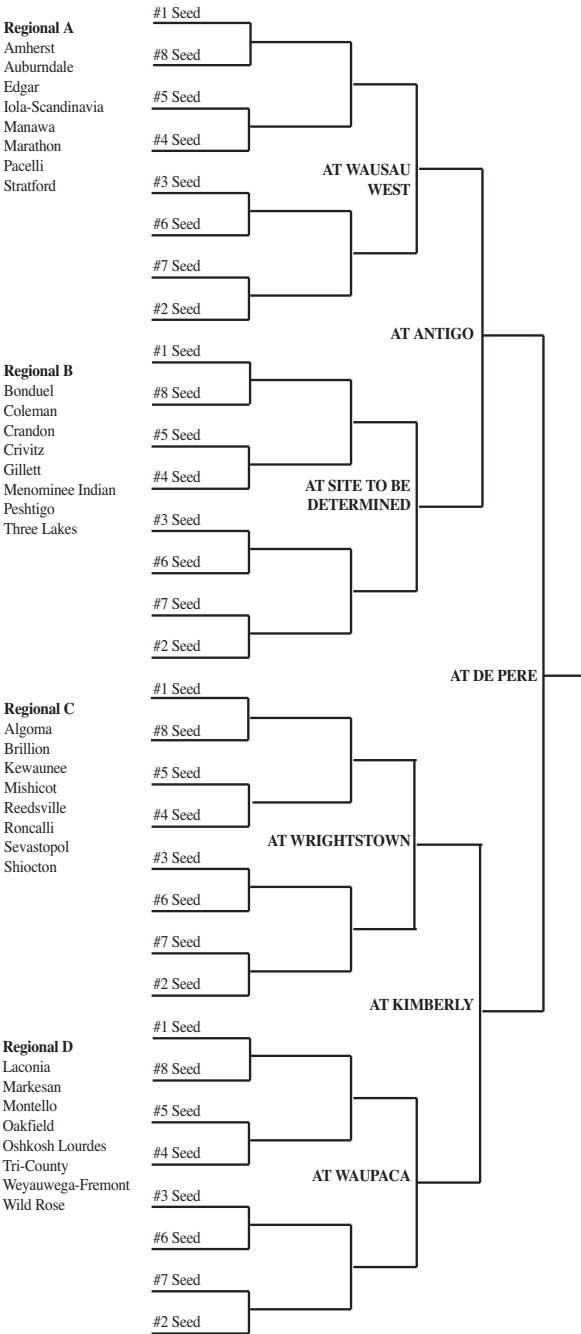 Regional A
Amherst
Auburndale
Edgar
Iola-Scandinavia
Manawa
Marathon
Pacelli
Stratford
#1 Seed
#8 Seed
#5 Seed
#4 Seed
#3 Seed
#6 Seed
#7 Seed
#2 Seed
AT WAUSAU
WEST
AT ANTIGO
Regional B
Bonduel
Coleman
Crandon
Crivitz
Gillett
Menominee Indian
Peshtigo
Three Lakes
#1 Seed
#8 Seed
#5 Seed
#4 Seed
#3 Seed
#6 Seed
#7 Seed
#2 Seed
AT SITE TO BE
DETERMINED
AT DE PERE
Regional C
Algoma
Brillion
Kewaunee
Mishicot
Reedsville
Roncalli
Sevastopol
Shiocton
#1 Seed
#8 Seed
#5 Seed
#4 Seed
#3 Seed
#6 Seed
#7 Seed
#2 Seed
AT WRIGHTSTOWN
AT KIMBERLY
Regional D
Laconia
Markesan
Montello
Oakfield
Oshkosh Lourdes
Tri-County
Weyauwega-Fremont
Wild Rose
#1 Seed
#8 Seed
#5 Seed
#4 Seed
#3 Seed
#6 Seed
#7 Seed
#2 Seed
AT WAUPACA